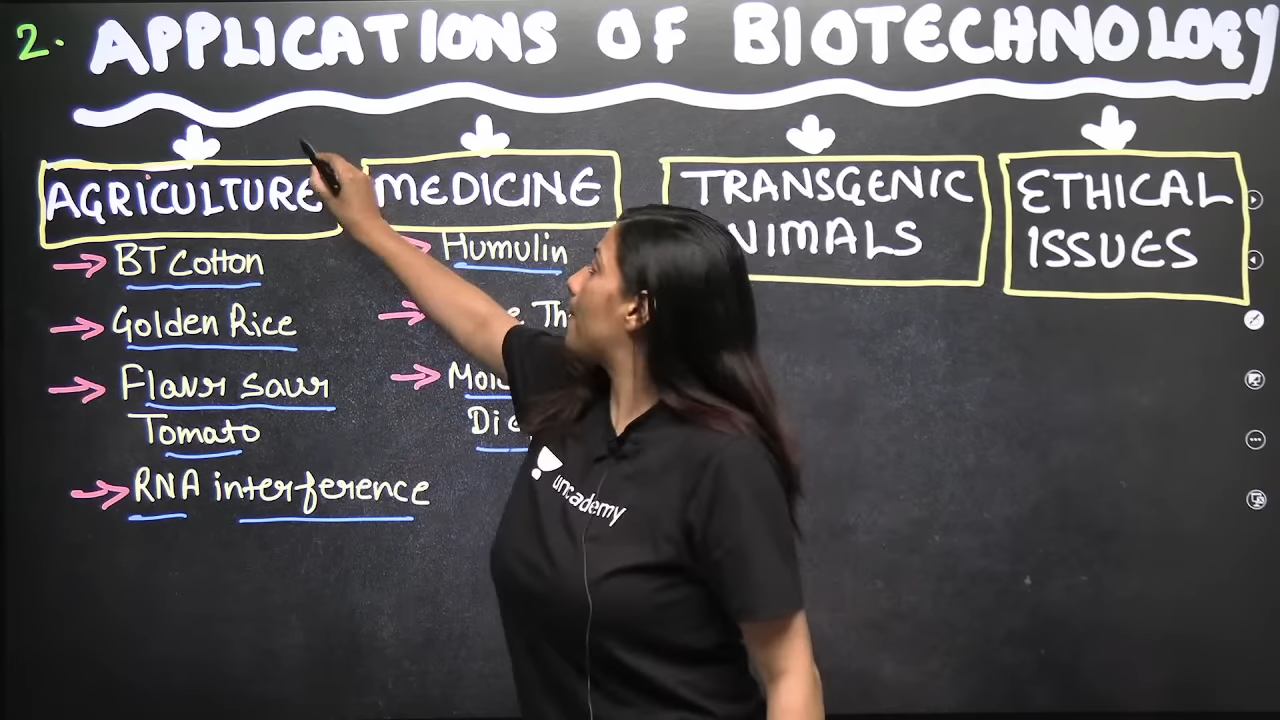 2. APPLICATIONS OF BIOTECHNOLOGY
AGRICULTURE
BT Cotton
Golden Rice
Flavr Savr
Tomato
RNA interference
MEDICINE
Humulin
TRANSGENIC
ETHICAL
ISSUES
unacademy